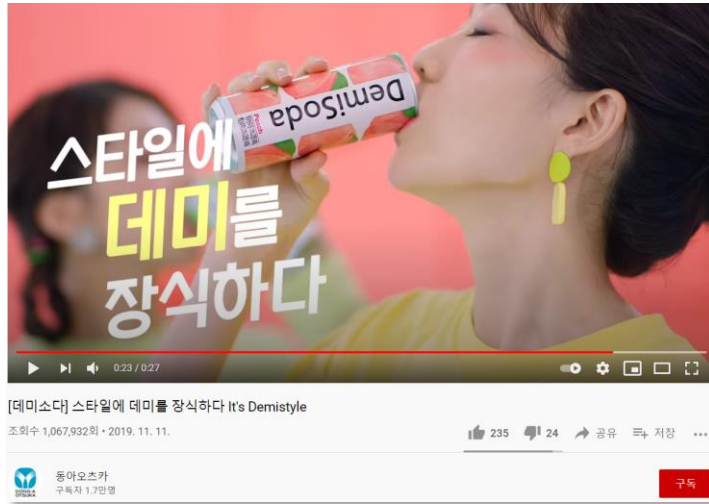 DemiSoda
Peach
스타일에
데미를
장식하다
0:23 / 0:27
[데미소다] 스타일에 데미를 장식하다 It's Demistyle
조회수 1,067,932회 • 2019. 11. 11.
235 24 공유 저장
동아오츠카
구독자 1.7만명
구독
DONG-A
OTSUKA